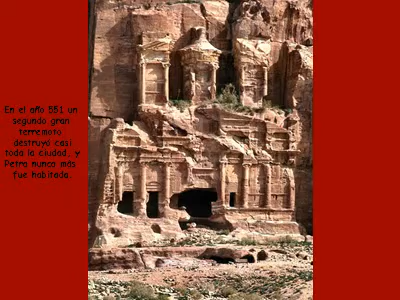 En el año 551 un
segundo gran
terremoto
destruyó casi
toda la ciudad, y
Petra nunca más
fue habitada.